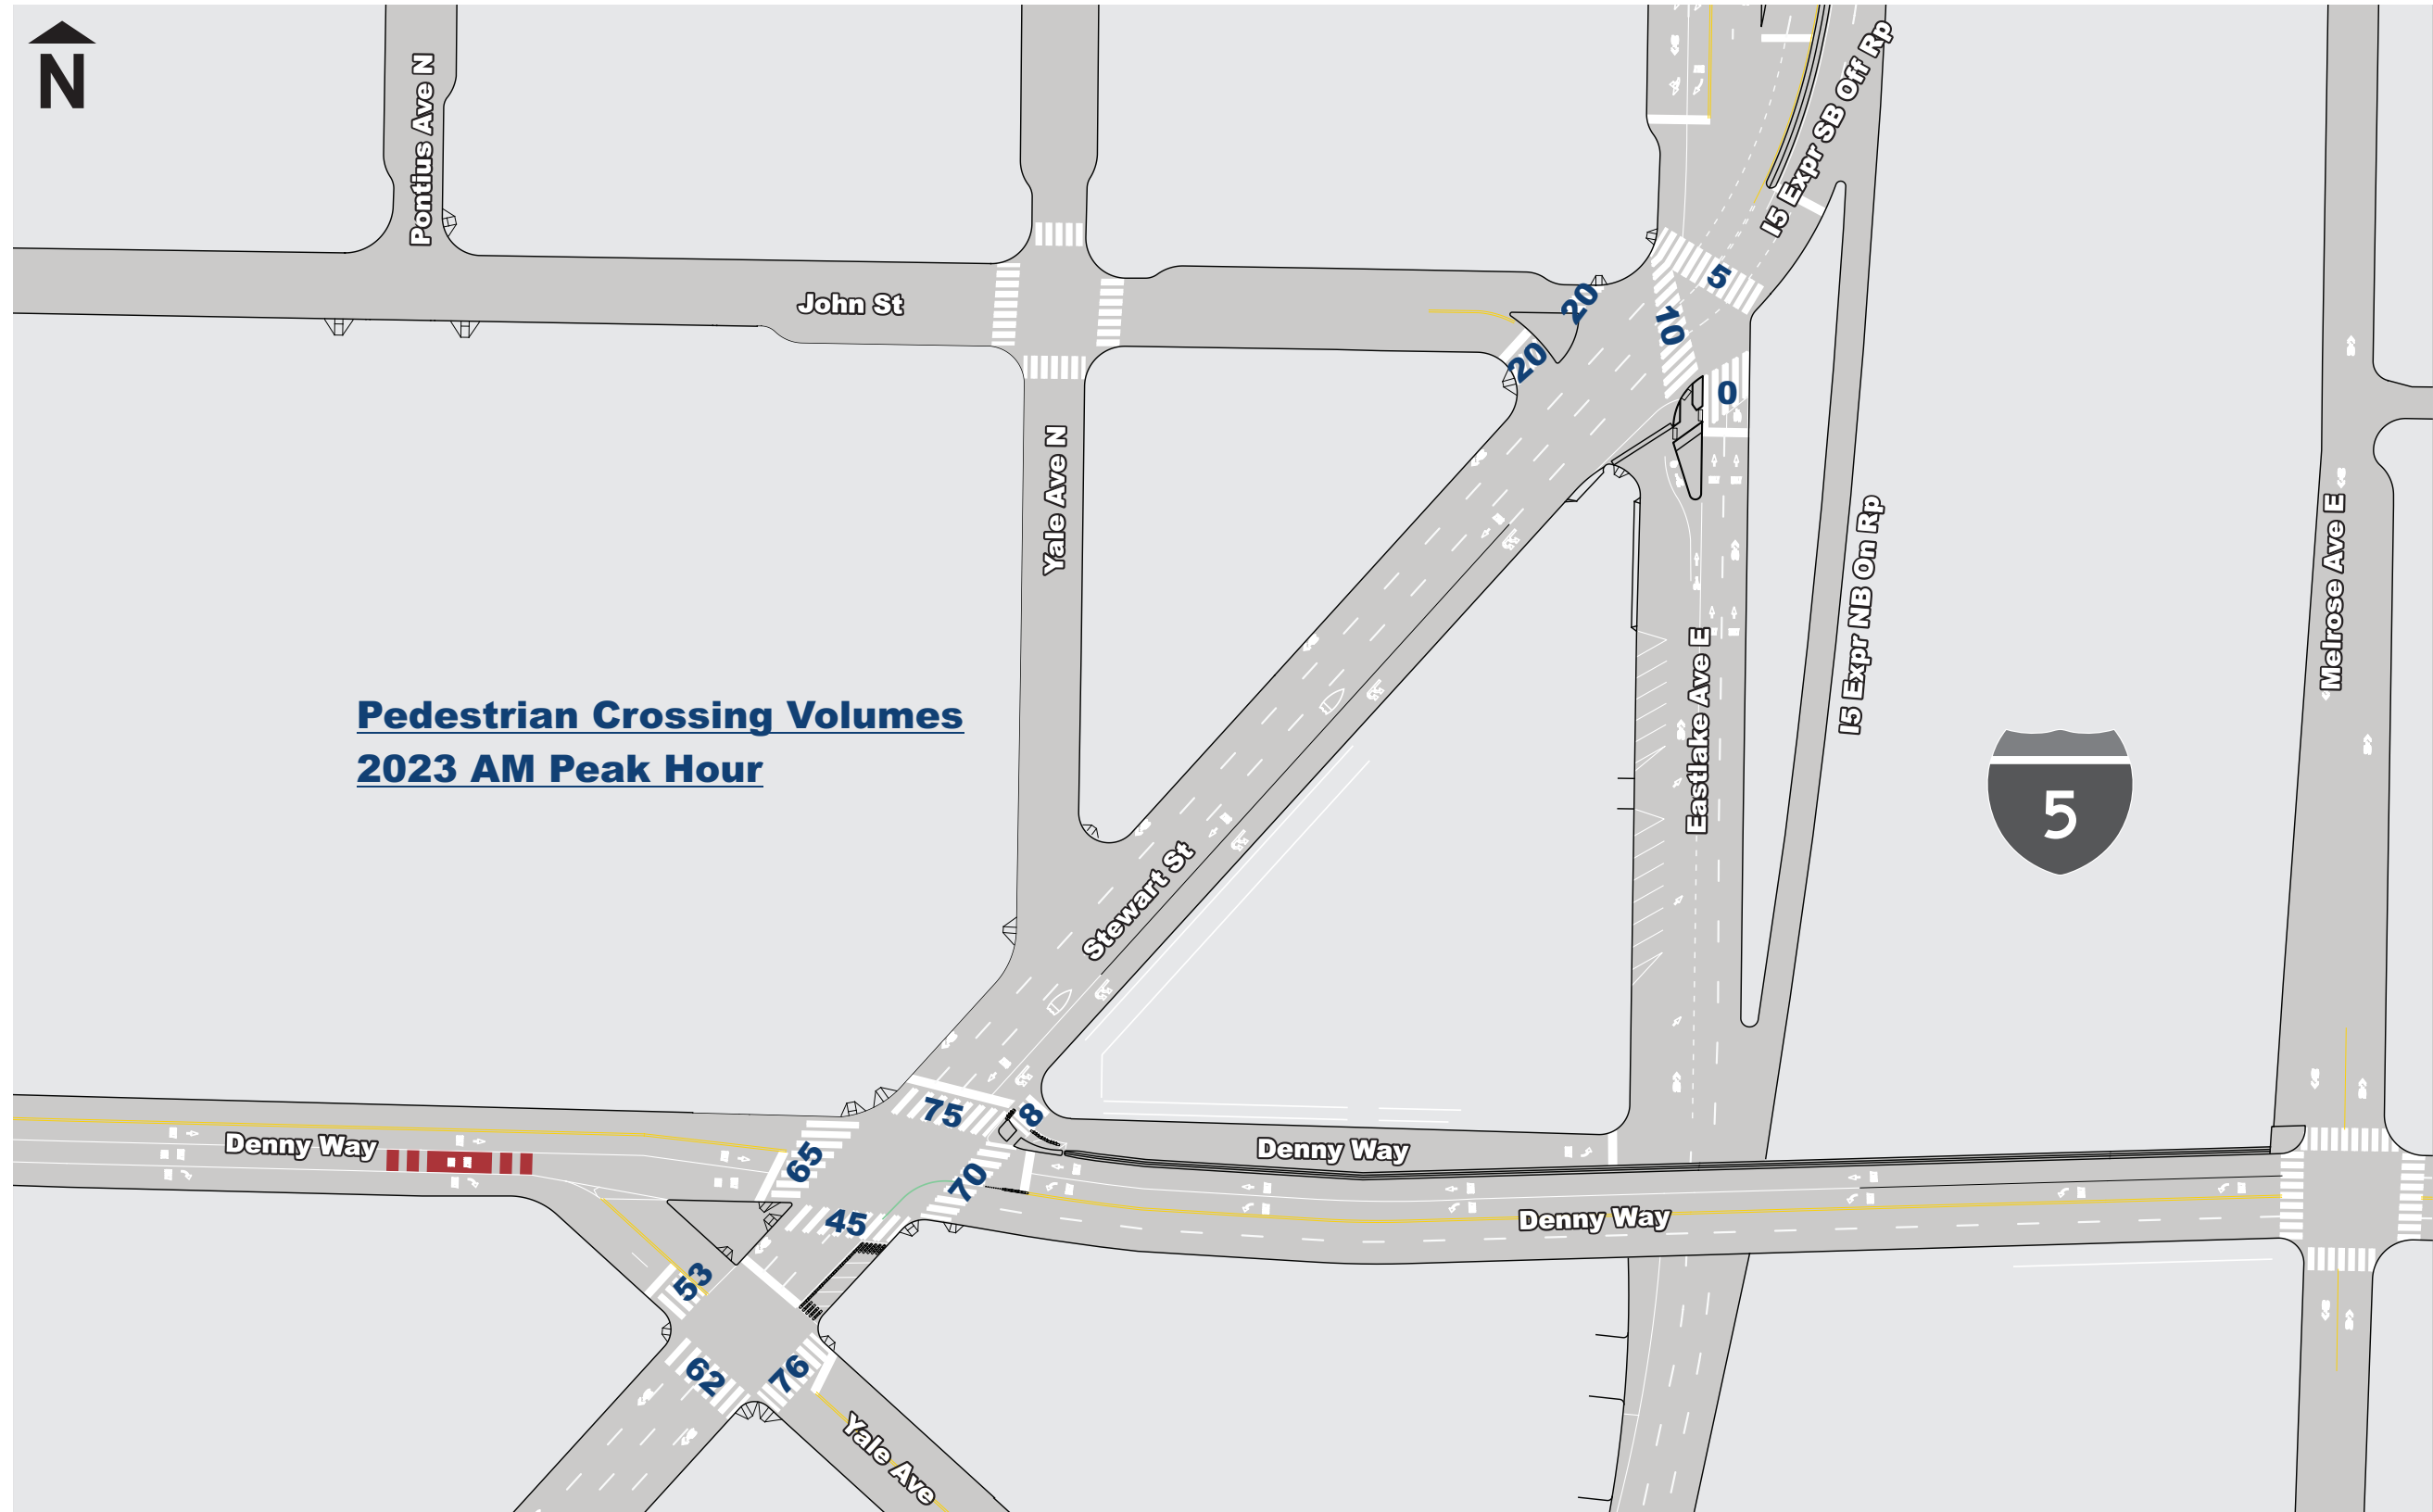 N
Pontius Ave N
I5 Expr SB Off Rp
John St
20
5
10
20
0
Yale Ave N
Melrose Ave E
I5 Expr NB On Rp
Eastlake Ave E
Pedestrian Crossing Volumes
2023 AM Peak Hour
5
Stewart St
75
8
Denny Way
65
Denny Way
70
45
Denny Way
53
62
76
Yale Ave